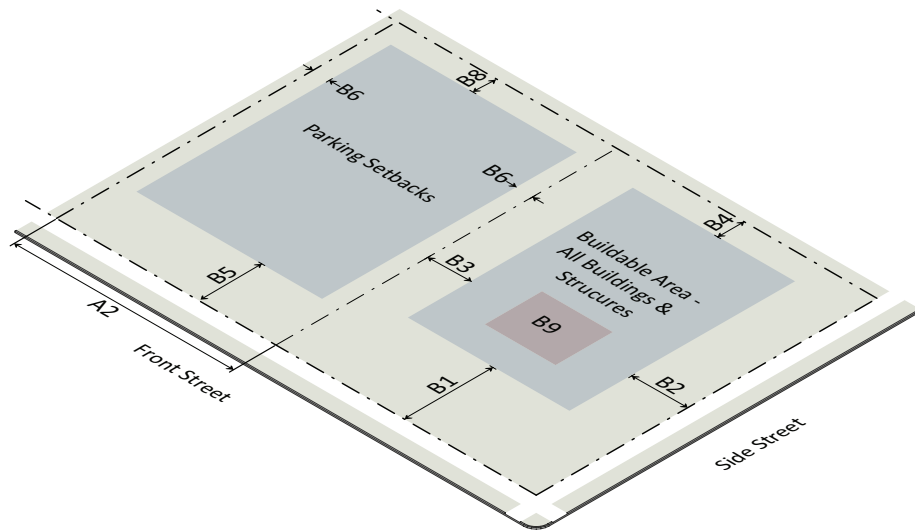 B8
B6
Parking Setbacks
B6
B4
B3
Buildable Area -
All Buildings &
Strucures
B5
B9
A2
B1
B2
Front Street
Side Street